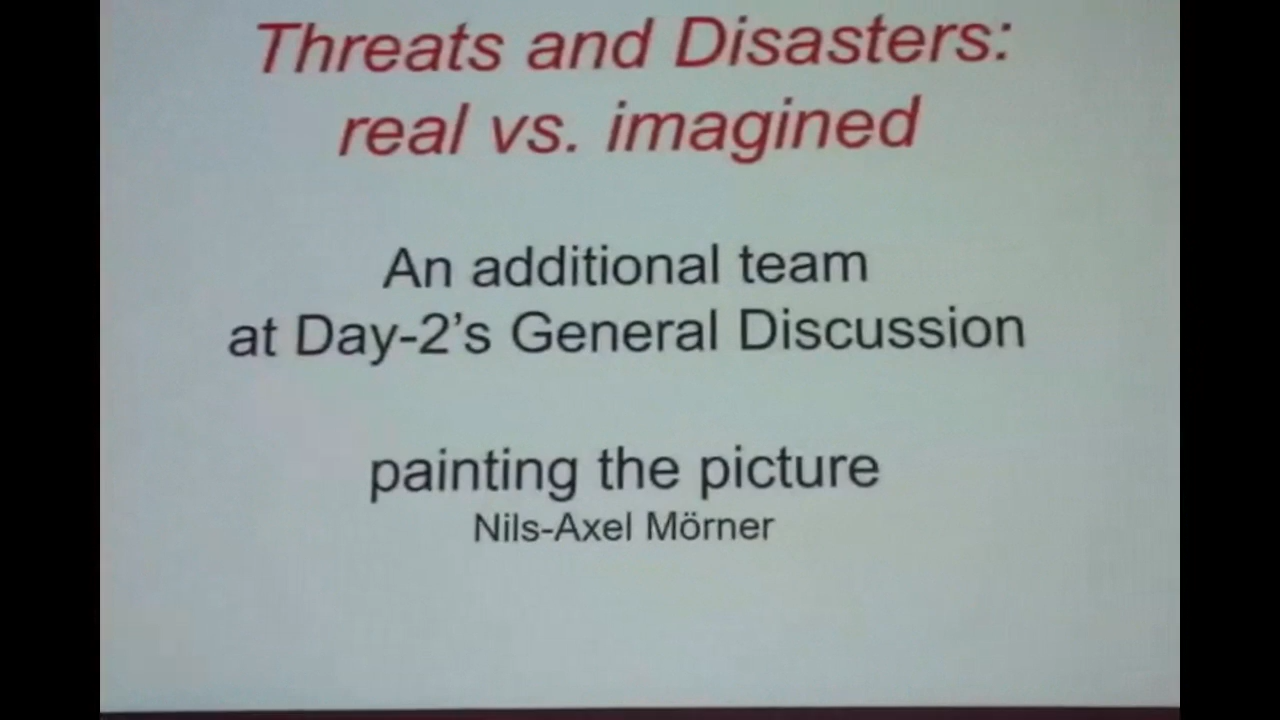 Threats and Disasters:
real vs. imagined
An additional team
at Day-2’s General Discussion
painting the picture
Nils-Axel Mörner